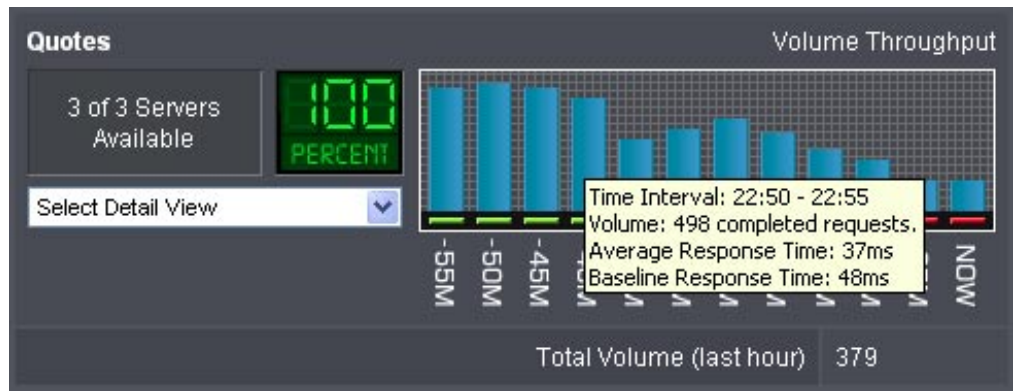 Quotes
Volume Throughput
3 of 3 Servers
Available
100
PERCENT
Select Detail View
Time Interval: 22:50 - 22:55
Volume: 498 completed requests.
Average Response Time: 37ms
Baseline Response Time: 48ms
-55M
-50M
-45M
NOW
Total Volume (last hour)
379